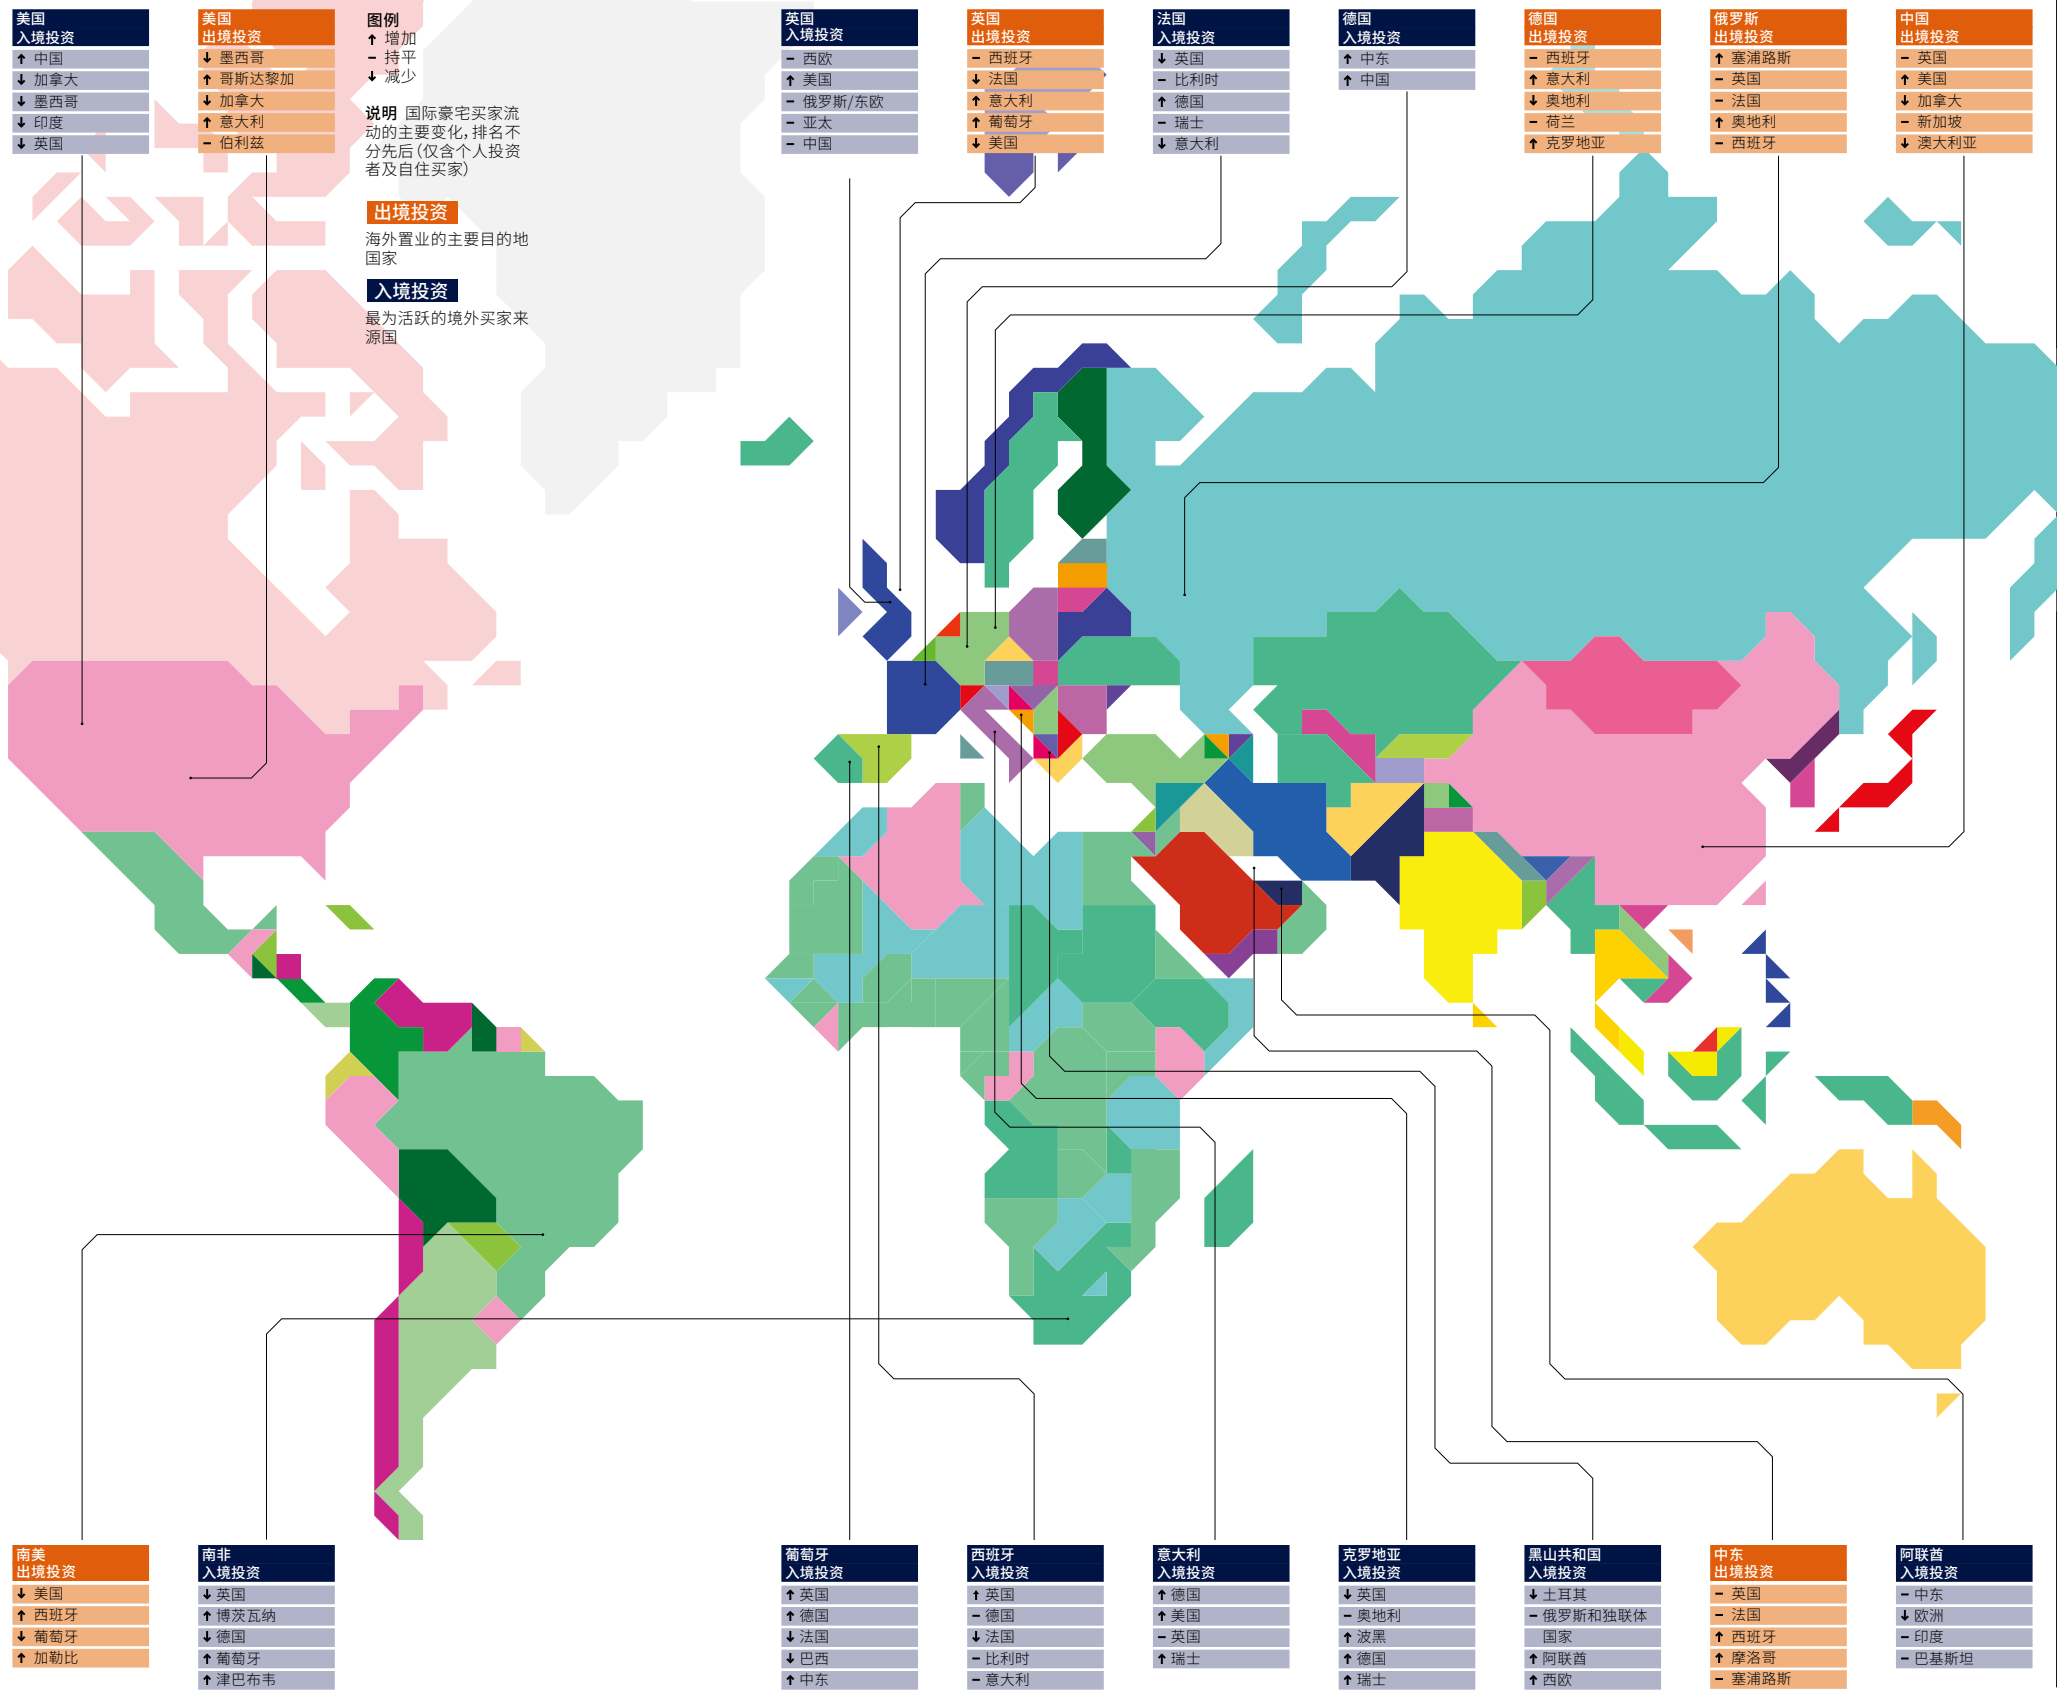 美国
入境投资
↑ 中国
↓ 加拿大
↓ 墨西哥
↓ 印度
↓ 英国
美国
出境投资
↓ 墨西哥
↑ 哥斯达黎加
↓ 加拿大
↑ 意大利
– 伯利兹
图例
↑ 增加
– 持平
↓ 减少
说明 国际豪宅买家流
动的主要变化，排名不
分先后（仅含个人投资
者及自住买家）
出境投资
海外置业的主要目的地
国家
入境投资
最为活跃的境外买家来
源国
英国
入境投资
– 西欧
↑ 美国
– 俄罗斯/东欧
– 亚太
– 中国
英国
出境投资
– 西班牙
↓ 法国
↑ 意大利
↑ 葡萄牙
↓ 美国
法国
入境投资
↓ 英国
– 比利时
↑ 德国
– 瑞士
↓ 意大利
德国
入境投资
↑ 中东
↑ 中国
德国
出境投资
– 西班牙
↑ 意大利
↓ 奥地利
– 荷兰
↑ 克罗地亚
俄罗斯
出境投资
↑ 塞浦路斯
– 英国
– 法国
↑ 奥地利
– 西班牙
中国
出境投资
– 英国
↑ 美国
↓ 加拿大
– 新加坡
↓ 澳大利亚
南美
出境投资
↓ 美国
↑ 西班牙
↓ 葡萄牙
↑ 加勒比
南非
入境投资
↓ 英国
↑ 博茨瓦纳
↓ 德国
↑ 葡萄牙
↑ 津巴布韦
葡萄牙
入境投资
↑ 英国
↑ 德国
↓ 法国
↓ 巴西
↑ 中东
西班牙
入境投资
↑ 英国
– 德国
↓ 法国
– 比利时
– 意大利
意大利
入境投资
↑ 德国
↑ 美国
– 英国
↑ 瑞士
克罗地亚
入境投资
↓ 英国
– 奥地利
↑ 波黑
↑ 德国
↑ 瑞士
黑山共和国
入境投资
↓ 土耳其
– 俄罗斯和独联体
国家
↑ 阿联酋
↑ 西欧
中东
出境投资
– 英国
– 法国
↑ 西班牙
↑ 摩洛哥
– 塞浦路斯
阿联酋
入境投资
– 中东
↓ 欧洲
– 印度
– 巴基斯坦